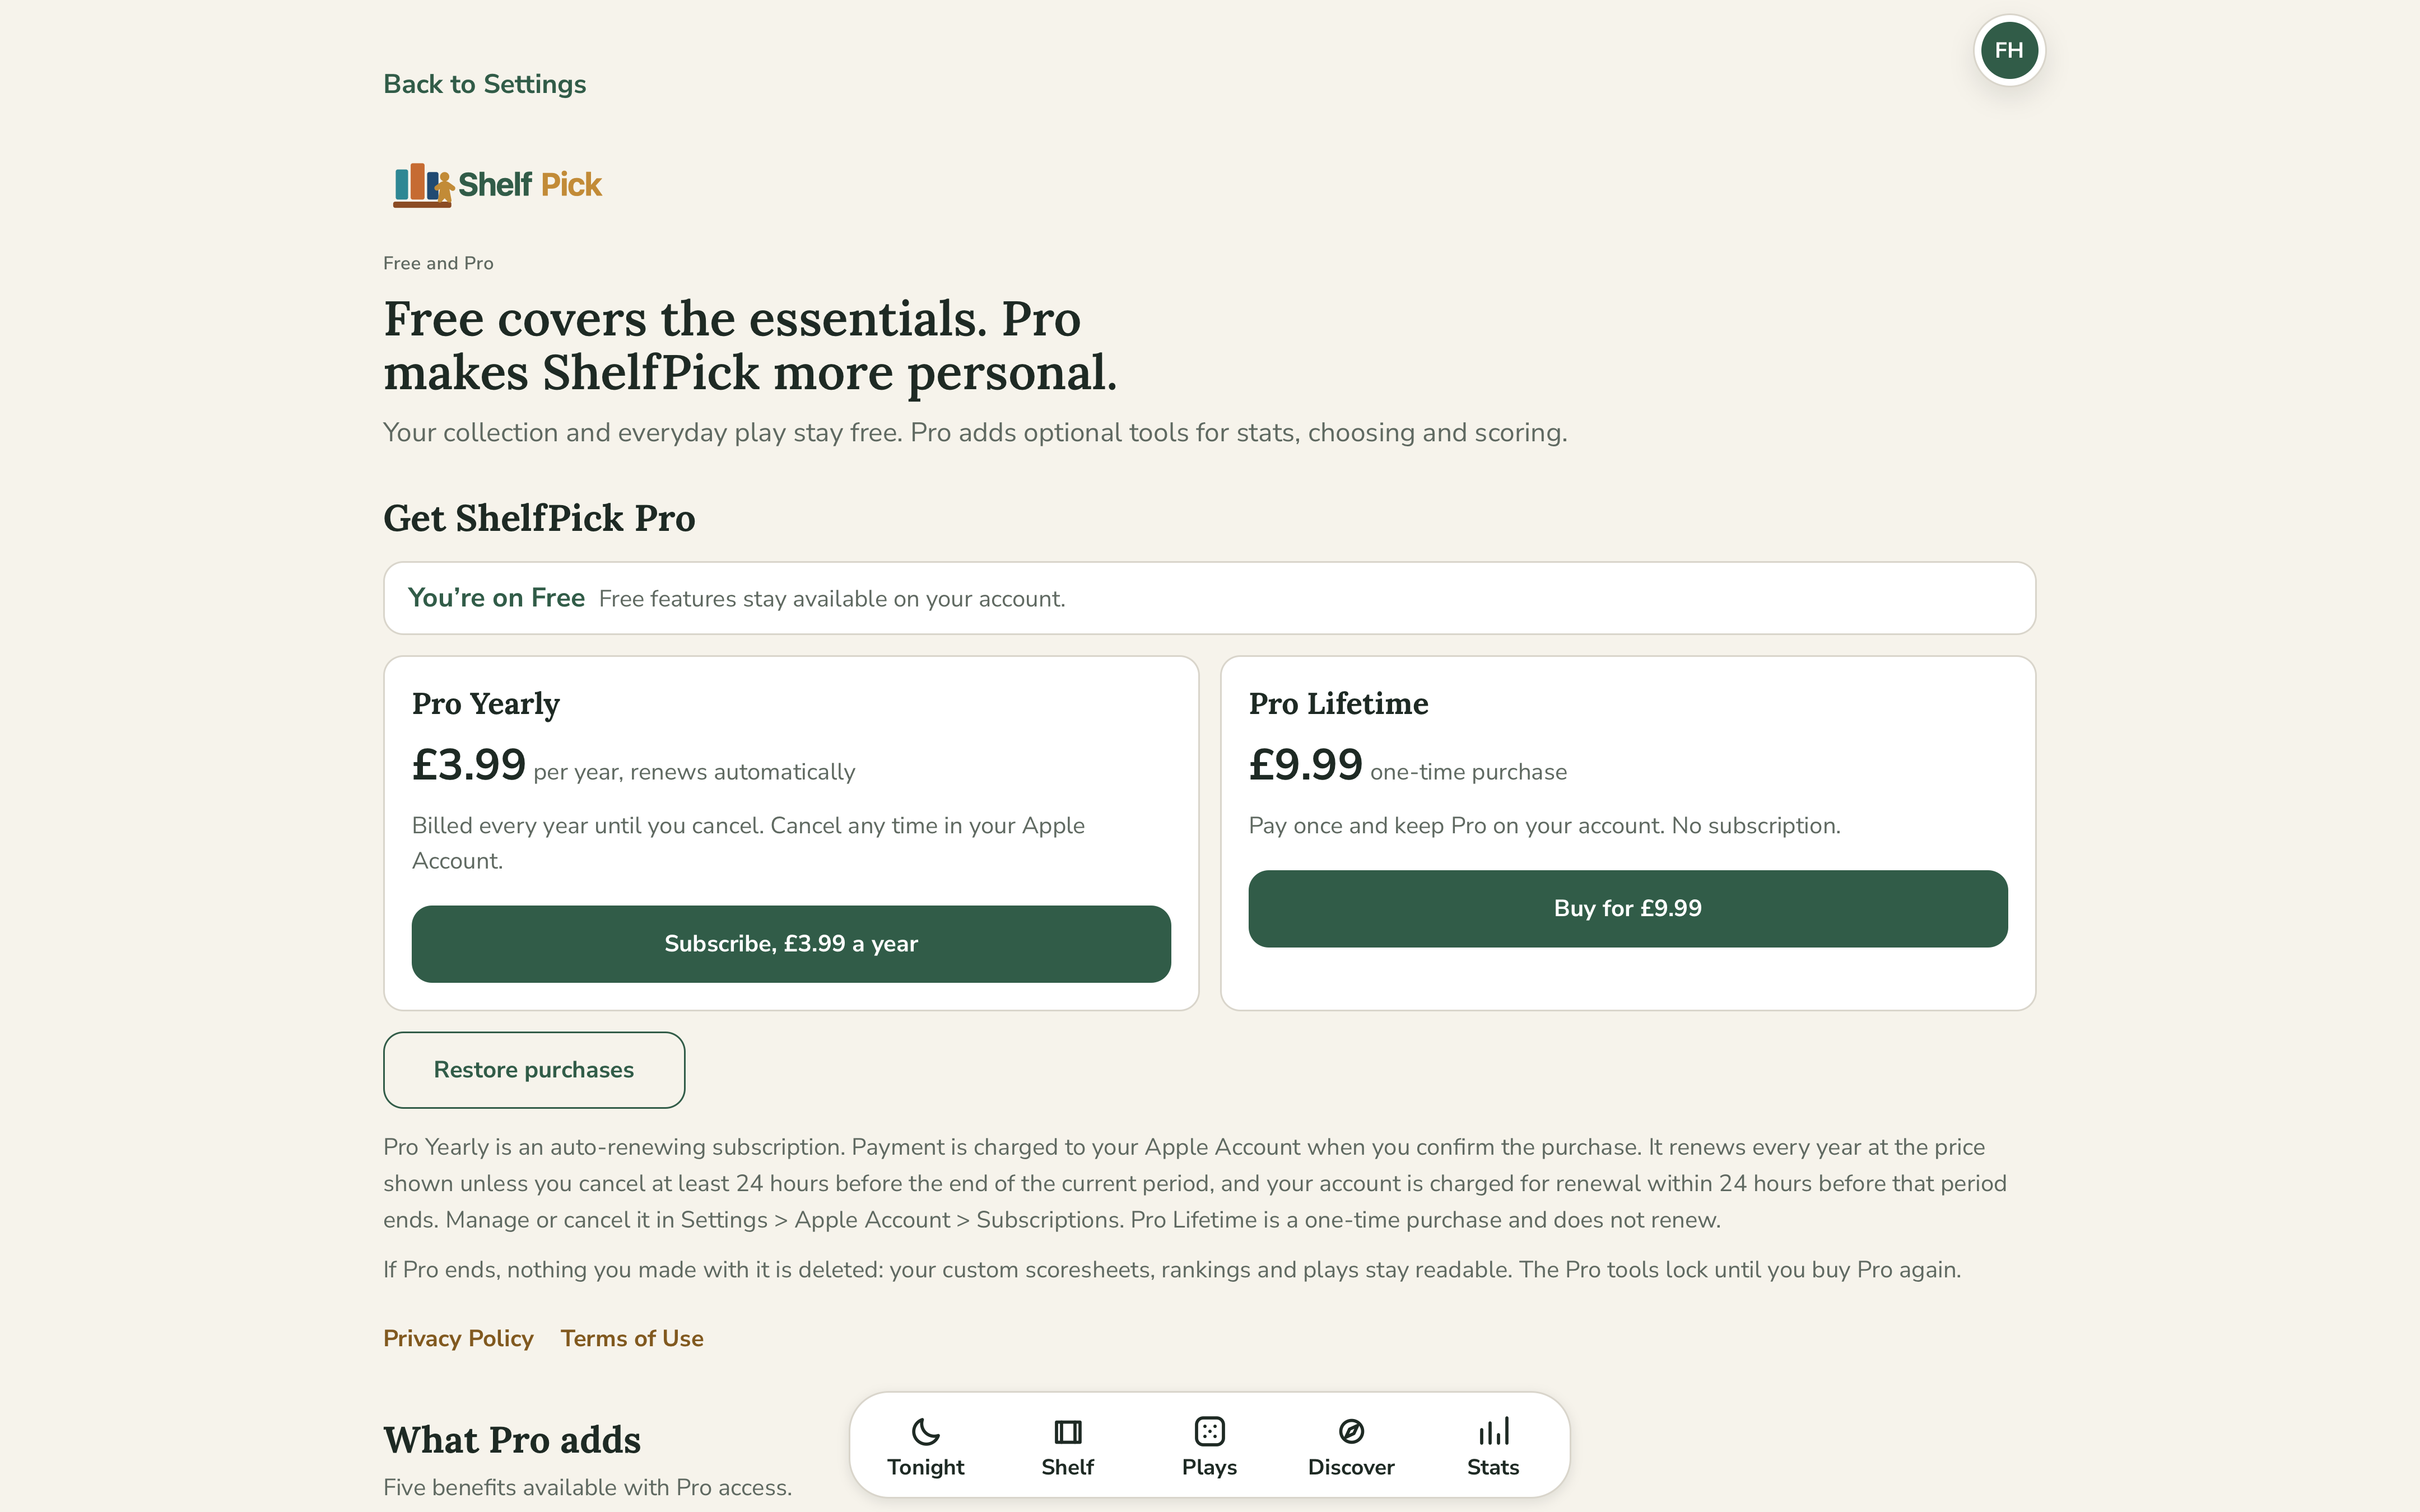 FH
Back to Settings
Shelf Pick
Free and Pro
Free covers the essentials. Pro
makes ShelfPick more personal.
Your collection and everyday play stay free. Pro adds optional tools for stats, choosing and scoring.
Get ShelfPick Pro
You’re on Free Free features stay available on your account.
Pro Yearly
£3.99 per year, renews automatically
Billed every year until you cancel. Cancel any time in your Apple
Account.
Subscribe, £3.99 a year
Pro Lifetime
£9.99 one-time purchase
Pay once and keep Pro on your account. No subscription.
Buy for £9.99
Restore purchases
Pro Yearly is an auto-renewing subscription. Payment is charged to your Apple Account when you confirm the purchase. It renews every year at the price
shown unless you cancel at least 24 hours before the end of the current period, and your account is charged for renewal within 24 hours before that period
ends. Manage or cancel it in Settings > Apple Account > Subscriptions. Pro Lifetime is a one-time purchase and does not renew.
If Pro ends, nothing you made with it is deleted: your custom scoresheets, rankings and plays stay readable. The Pro tools lock until you buy Pro again.
Privacy Policy Terms of Use
What Pro adds
Five benefits available with Pro access.
Tonight Shelf Plays Discover Stats